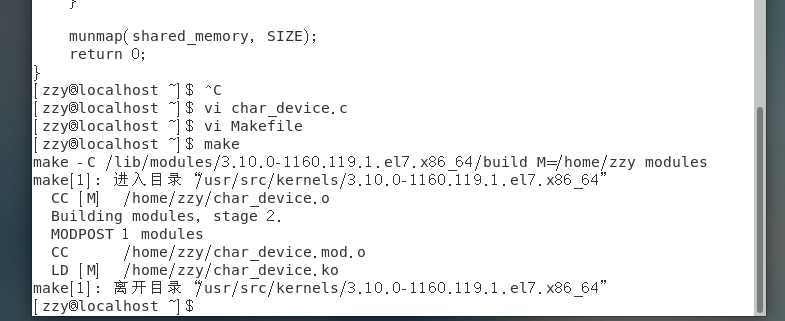 }
munmap(shared_memory, SIZE);
return 0;
}
[zzy@localhost ~]$ ^C
[zzy@localhost ~]$ vi char_device.c
[zzy@localhost ~]$ vi Makefile
[zzy@localhost ~]$ make
make -C /lib/modules/3.10.0-1160.119.1.el7.x86_64/build M=/home/zzy modules
make[1]: 进入目录“/usr/src/kernels/3.10.0-1160.119.1.el7.x86_64”
CC [M]  /home/zzy/char_device.o
Building modules, stage 2.
MODPOST 1 modules
CC      /home/zzy/char_device.mod.o
LD [M]  /home/zzy/char_device.ko
make[1]: 离开目录“/usr/src/kernels/3.10.0-1160.119.1.el7.x86_64”
[zzy@localhost ~]$